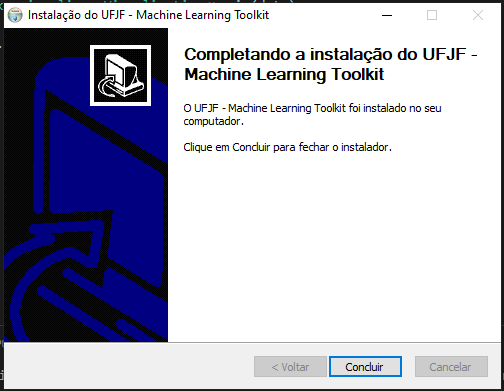 Instalação do UFJF - Machine Learning Toolkit
Completando a instalação do UFJF -
Machine Learning Toolkit
O UFJF - Machine Learning Toolkit foi instalado no seu
computador.
Clique em Concluir para fechar o instalador.
< Voltar
Concluir
Cancelar